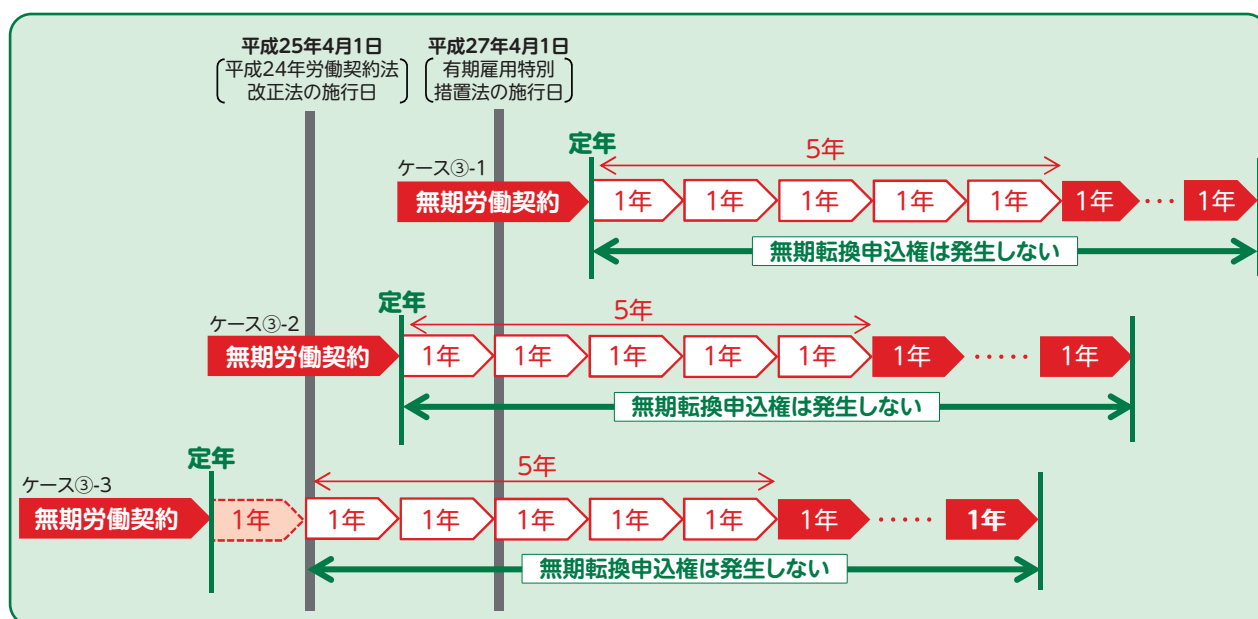 平成25年4月1日
平成24年労働契約法
改正法の施行日
平成27年4月1日
有期雇用特別
措置法の施行日
ケース③-1
定年
5年
無期労働契約
1年
1年
1年
1年
1年
1年
・・・
1年
無期転換申込権は発生しない
ケース③-2
定年
5年
無期労働契約
1年
1年
1年
1年
1年
1年
・・・・・
1年
無期転換申込権は発生しない
ケース③-3
定年
5年
無期労働契約
1年
1年
1年
1年
1年
1年
1年
・・・・・
1年
無期転換申込権は発生しない